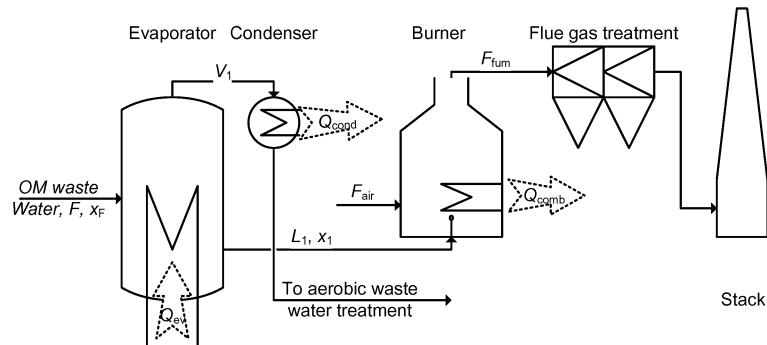 Evaporator
Condenser
Burner
Flue gas treatment
V1
Ffum
Qcond
OM waste
Water, F, xF
Fair
Qcomb
L1, x1
To aerobic waste
water treatment
Qev
Stack